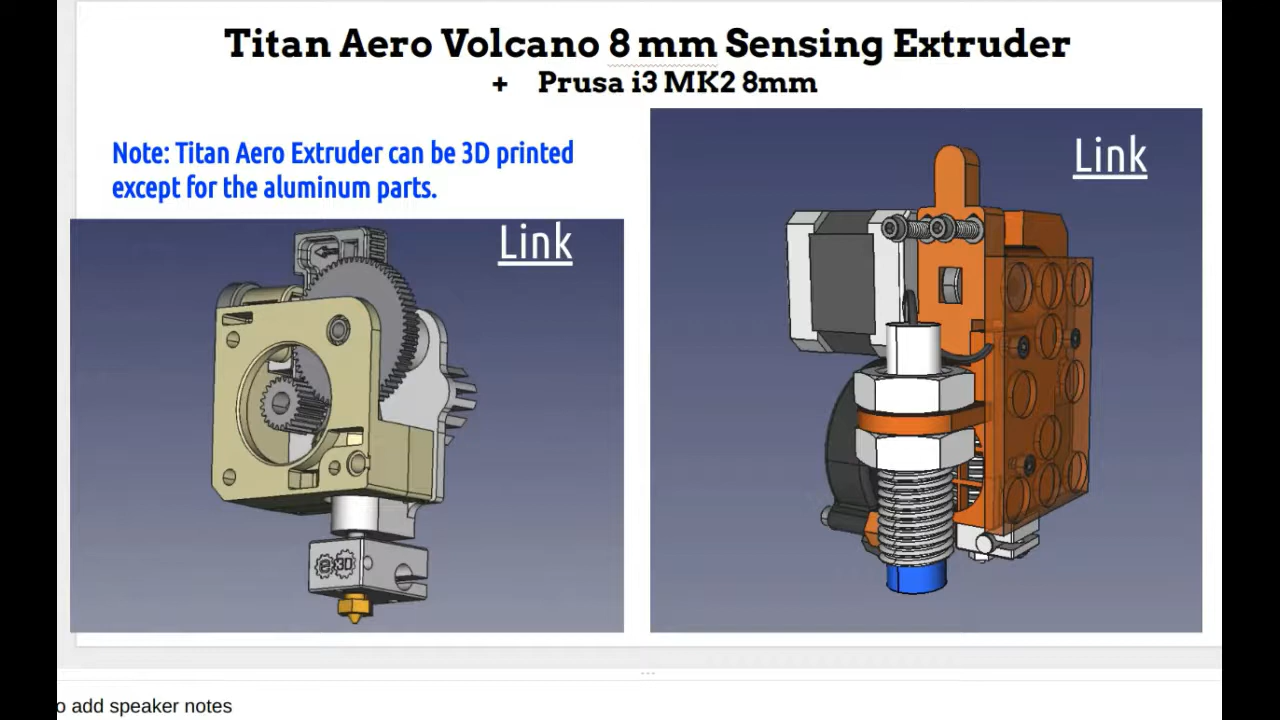 Titan Aero Volcano 8 mm Sensing Extruder
+ Prusa i3 MK2 8mm
Note: Titan Aero Extruder can be 3D printed
except for the aluminum parts.
Link
Link
e3D
o add speaker notes